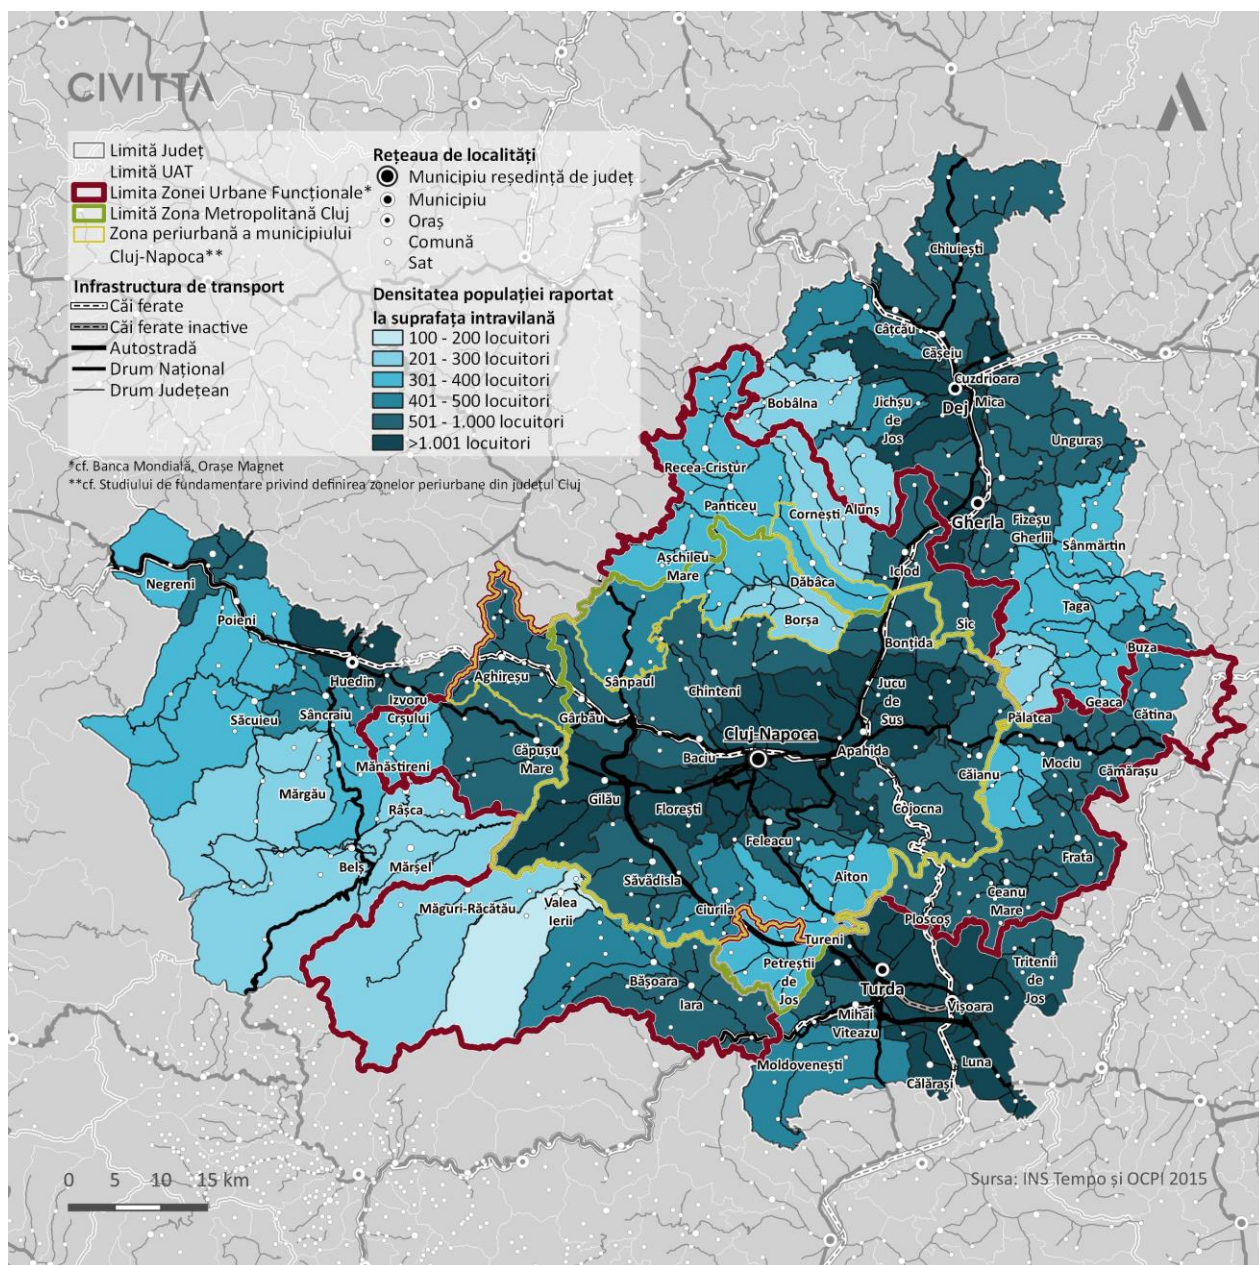 CIVITTA
Limită Județ
Limită UAT
Limita Zonei Urbane Funcționale*
Limită Zona Metropolitană Cluj
Zona periurbană a municipiului
Cluj-Napoca**
Infrastructura de transport
Căi ferate
Căi ferate inactive
Autostradă
Drum Național
Drum Județean
Rețeaua de localități
Municipiu reședință de județ
Municipiu
Oraș
Comună
Sat
Densitatea populației raportat
la suprafața intravilană
100 - 200 locuitori
201 - 300 locuitori
301 - 400 locuitori
401 - 500 locuitori
501 - 1.000 locuitori
>1.001 locuitori
*cf. Banca Mondială, Orașe Magnet
**cf. Studiului de fundamentare privind definirea zonelor periurbane din județul Cluj
Chiuiești
Câțcău
Cășeiu
Cuzdrioara
Dej
Mica
Bobâlna
Jichșu
de
Jos
Unguraș
Recea-Cristur
Panticeu
Cornești
Alunș
Gherla
Fizeșu
Gherlii
Sânmărtin
Așchileu
Mare
Iclod
Dăbâca
Negreni
Poieni
Țaga
Borșa
Bonțida
Sic
Buza
Huedin
Aghireșu
Izvoru
Crșului
Sânpaul
Chinteni
Jucu
de
Sus
Săcuieu
Sâncraiu
Gârbău
Pălatca
Geaca
Cătina
Cluj-Napoca
Căpușu
Mare
Baciu
Apahida
Mociu
Mănăstireni
Căianu
Cămărașu
Mărgău
Râșca
Gilău
Florești
Cojocna
Feleacu
Belș
Mărșel
Săvădisla
Aiton
Frata
Măguri-Răcătău
Valea
Ierii
Ciurila
Ceanu
Mare
Ploscoș
Tureni
Petreștii
de
Jos
Bășoara
Iara
Turda
Tritenii
de
Jos
Mihai
Viteazu
Vișoara
Moldovenești
Luna
Călărași
0 5 10 15 km
Sursa: INS Tempo și OCPI 2015